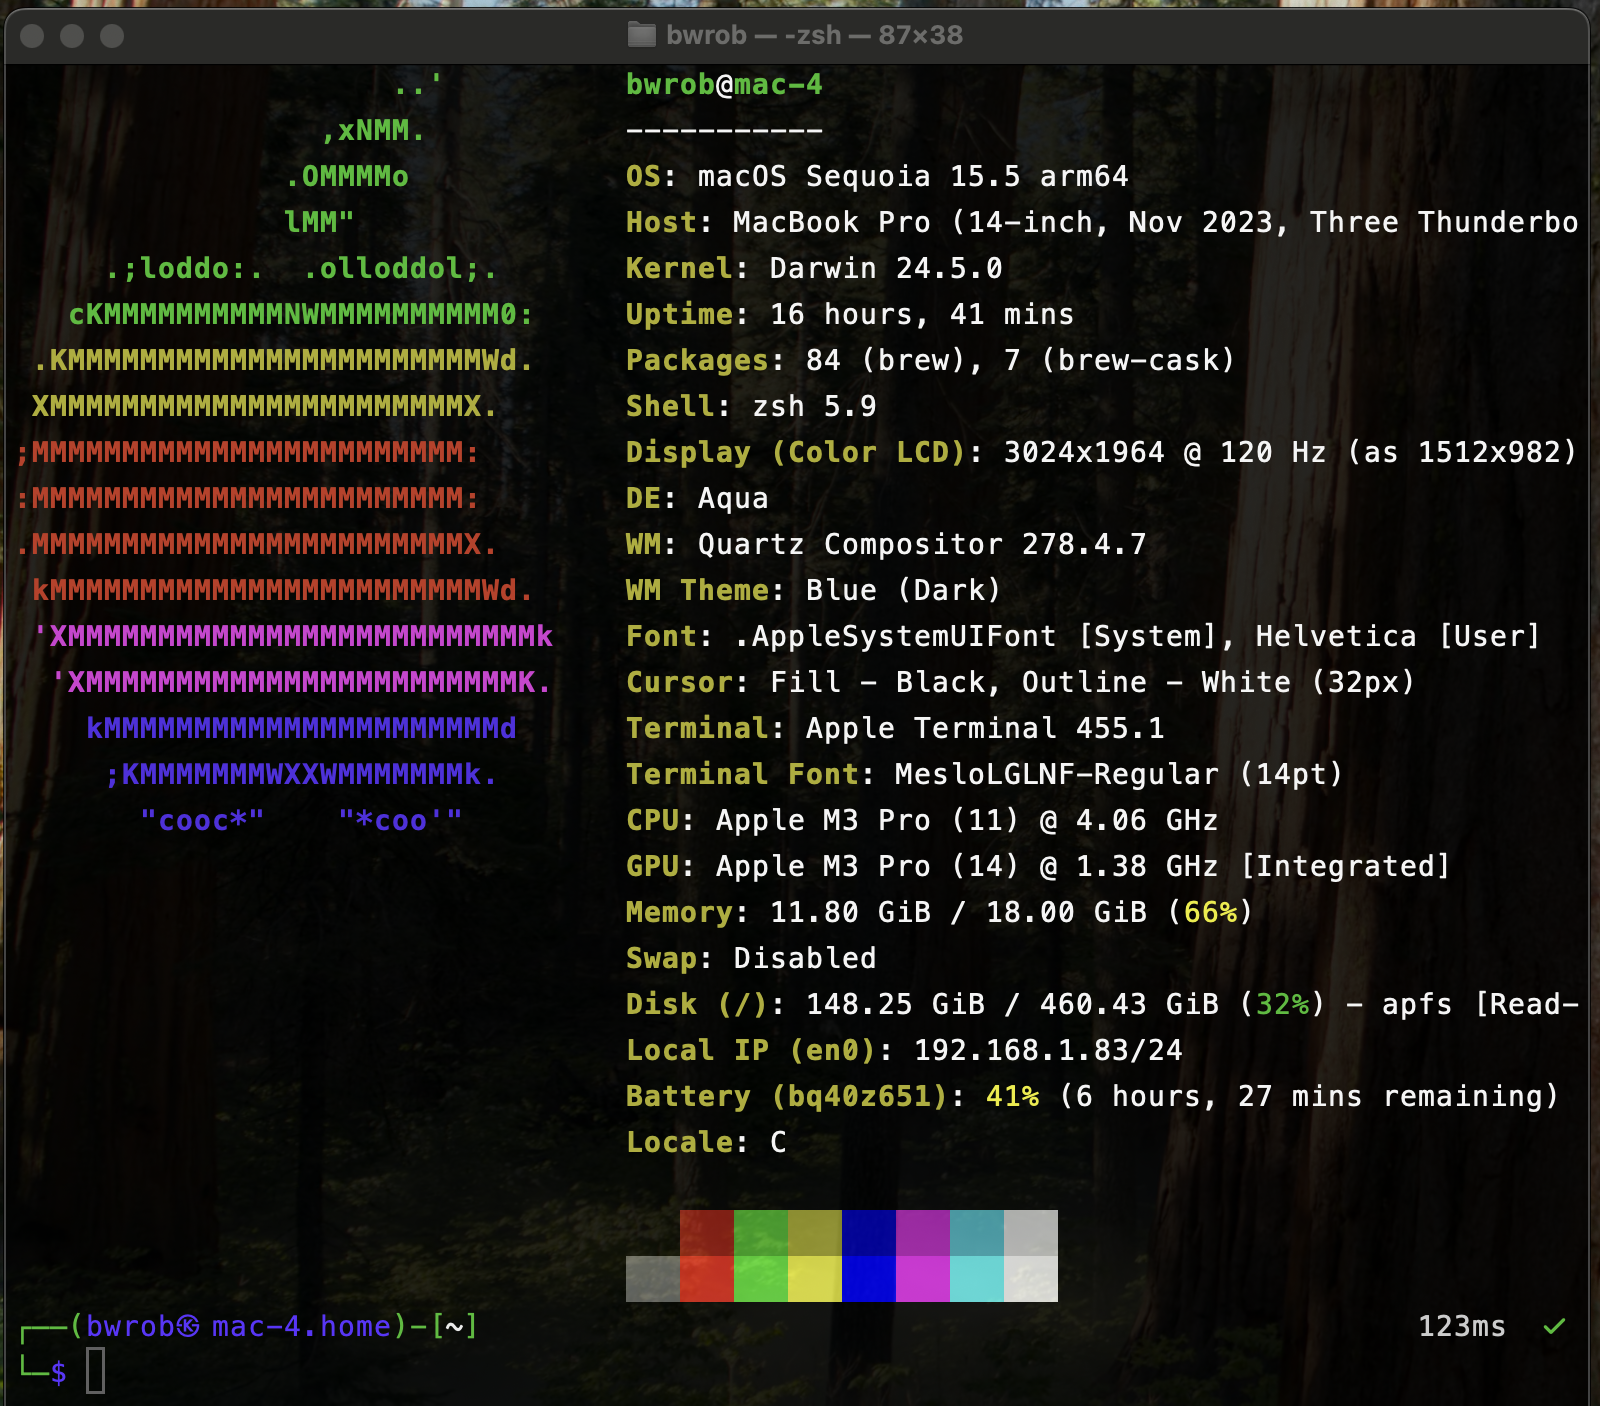 bwrob — -zsh — 87×38
                     ..'          bwrob@mac-4
                 ,xNMM.           -----------
               .OMMMMo            OS: macOS Sequoia 15.5 arm64
               lMM"               Host: MacBook Pro (14-inch, Nov 2023, Three Thunderbo
     .;loddo:.  .olloddol;.       Kernel: Darwin 24.5.0
   cKMMMMMMMMMMNWMMMMMMMMMM0:     Uptime: 16 hours, 41 mins
 .KMMMMMMMMMMMMMMMMMMMMMMMWd.     Packages: 84 (brew), 7 (brew-cask)
 XMMMMMMMMMMMMMMMMMMMMMMMX.       Shell: zsh 5.9
;MMMMMMMMMMMMMMMMMMMMMMMM:        Display (Color LCD): 3024x1964 @ 120 Hz (as 1512x982)
:MMMMMMMMMMMMMMMMMMMMMMMM:        DE: Aqua
.MMMMMMMMMMMMMMMMMMMMMMMMX.       WM: Quartz Compositor 278.4.7
 kMMMMMMMMMMMMMMMMMMMMMMMMWd.     WM Theme: Blue (Dark)
 'XMMMMMMMMMMMMMMMMMMMMMMMMMMk    Font: .AppleSystemUIFont [System], Helvetica [User]
  'XMMMMMMMMMMMMMMMMMMMMMMMMK.    Cursor: Fill - Black, Outline - White (32px)
    kMMMMMMMMMMMMMMMMMMMMMMd      Terminal: Apple Terminal 455.1
     ;KMMMMMMMWXXWMMMMMMMk.       Terminal Font: MesloLGLNF-Regular (14pt)
       "cooc*"    "*coo'"         CPU: Apple M3 Pro (11) @ 4.06 GHz
                                  GPU: Apple M3 Pro (14) @ 1.38 GHz [Integrated]
                                  Memory: 11.80 GiB / 18.00 GiB (66%)
                                  Swap: Disabled
                                  Disk (/): 148.25 GiB / 460.43 GiB (32%) - apfs [Read-
                                  Local IP (en0): 192.168.1.83/24
                                  Battery (bq40z651): 41% (6 hours, 27 mins remaining)
                                  Locale: C
┌──(bwrob㉿ mac-4.home)-[~] 123ms ✓
└─$